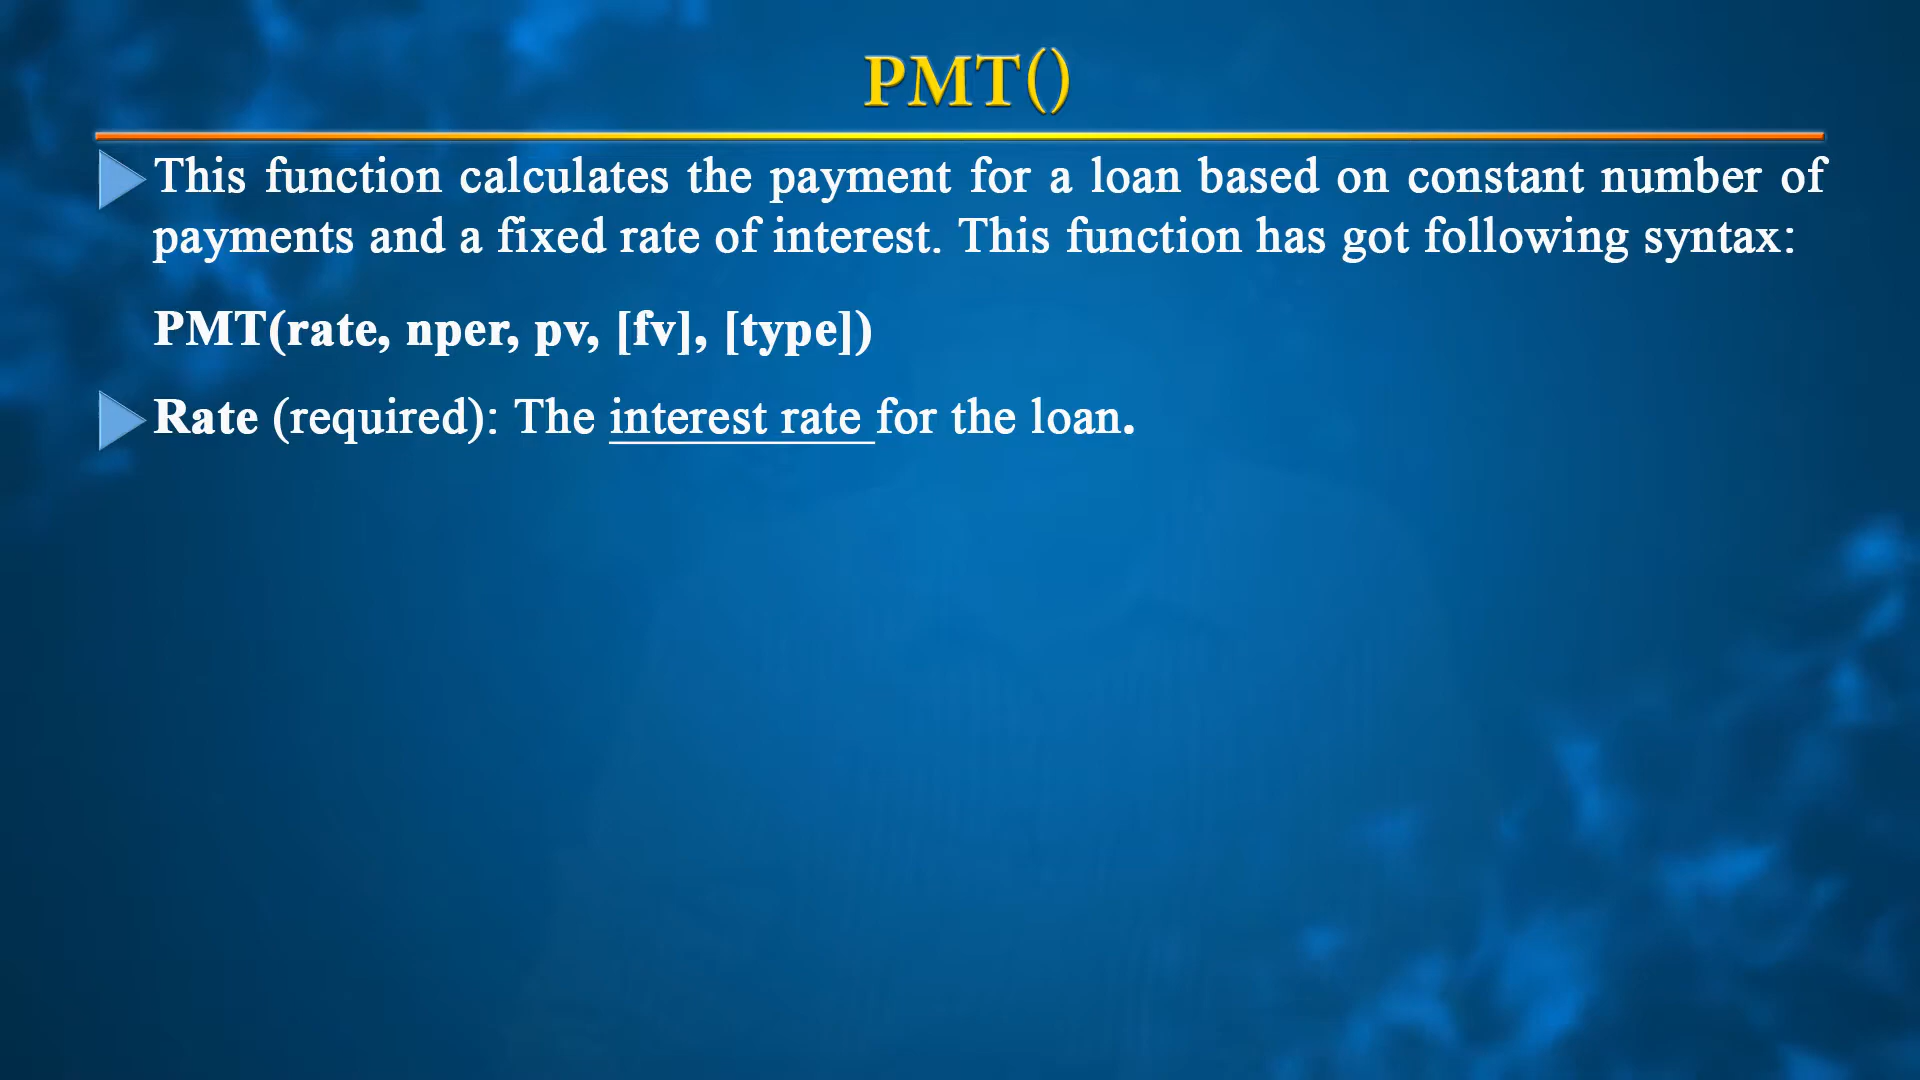 PMT()
This function calculates the payment for a loan based on constant number of
payments and a fixed rate of interest. This function has got following syntax:
PMT(rate, nper, pv, [fv], [type])
Rate (required): The interest rate for the loan.